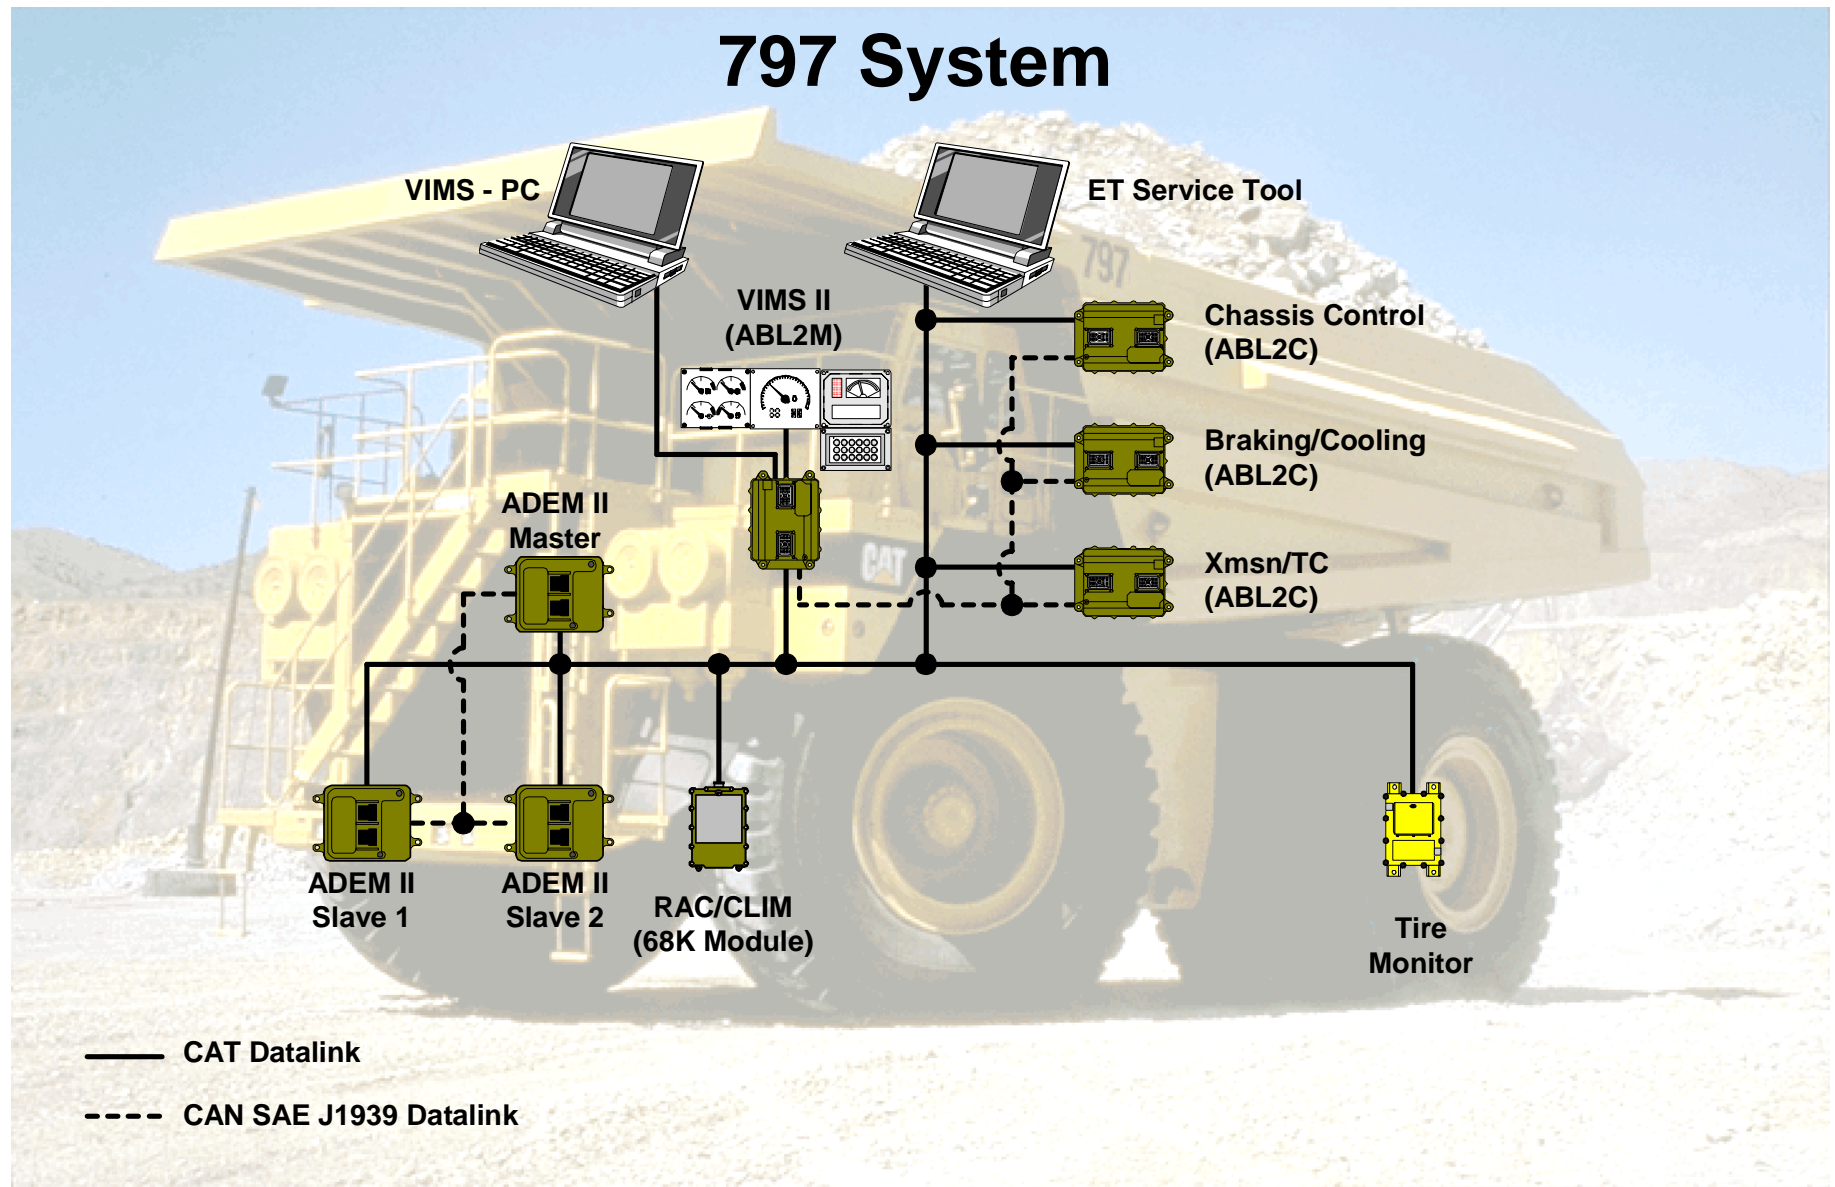 797 System
VIMS - PC
ET Service Tool
797
VIMS II
(ABL2M)
Chassis Control
(ABL2C)
Braking/Cooling
(ABL2C)
ADEM II
Master
CAT
Xmsn/TC
(ABL2C)
ADEM II
Slave 1
ADEM II
Slave 2
RAC/CLIM
(68K Module)
Tire
Monitor
CAT Datalink
CAN SAE J1939 Datalink